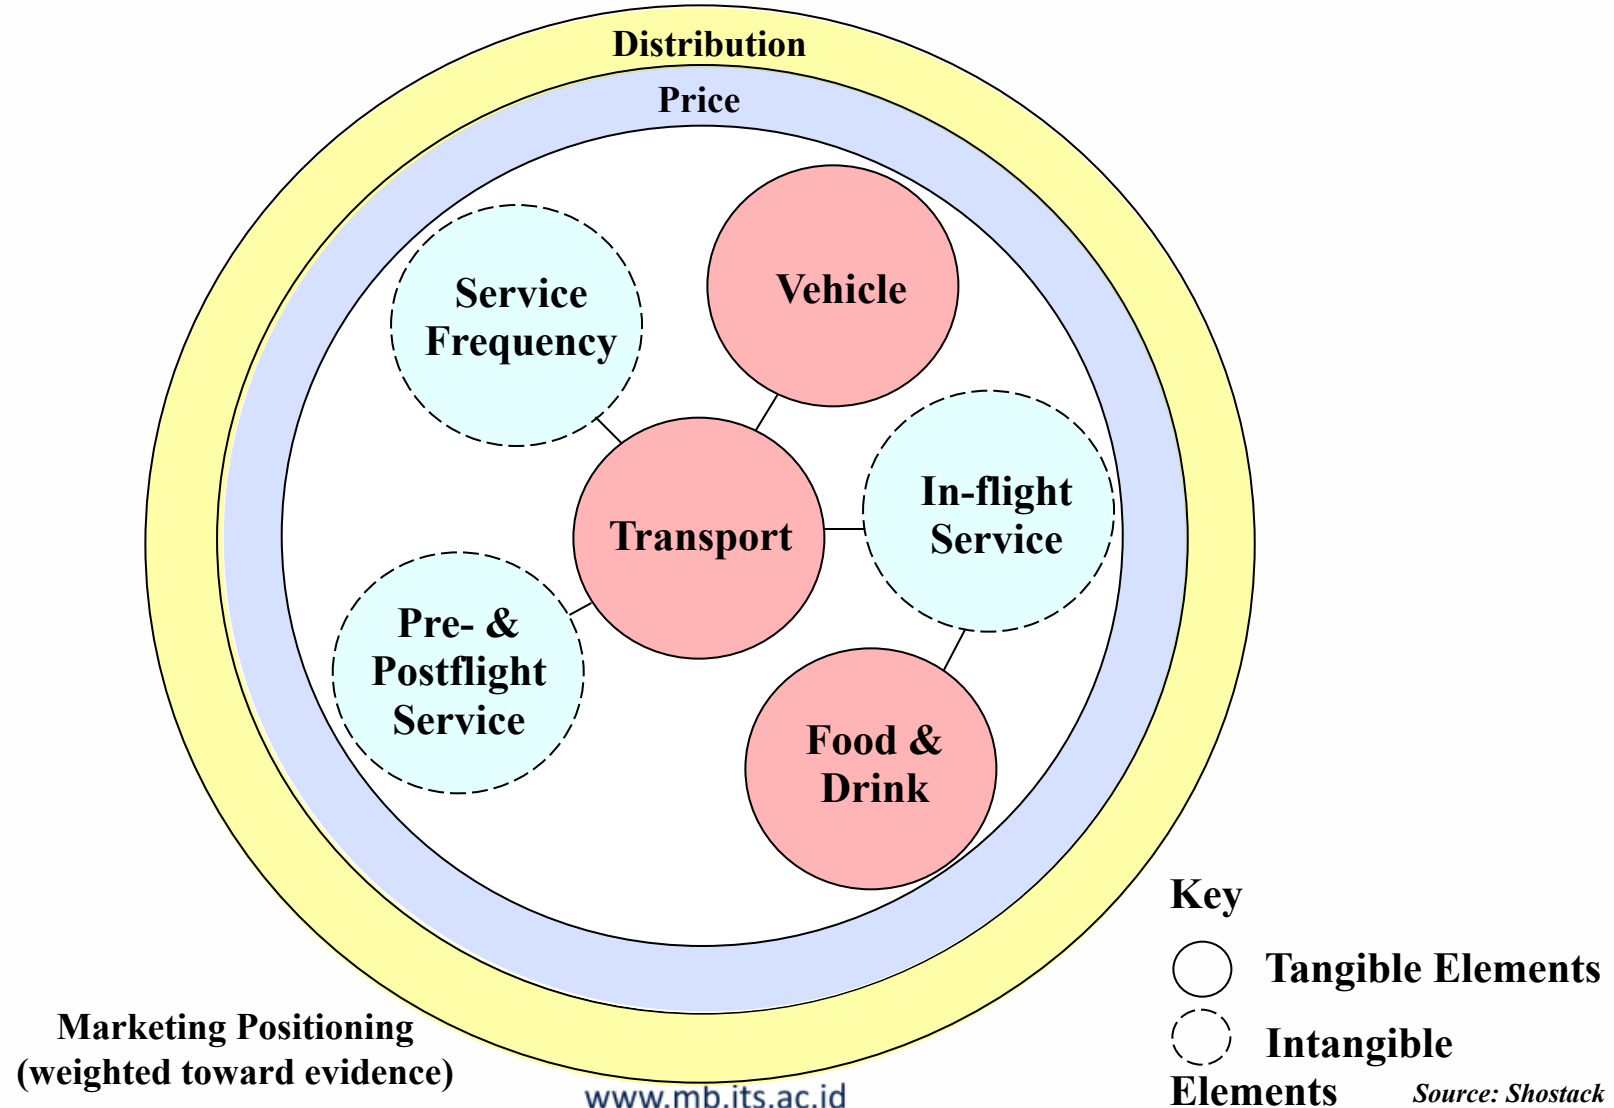 Distribution
Price
Service
Frequency
Vehicle
In-flight
Service
Transport
Pre- &
Postflight
Service
Food &
Drink
Key
Tangible Elements
Intangible
Elements
Marketing Positioning
(weighted toward evidence)
www.mb.its.ac.id
Source: Shostack